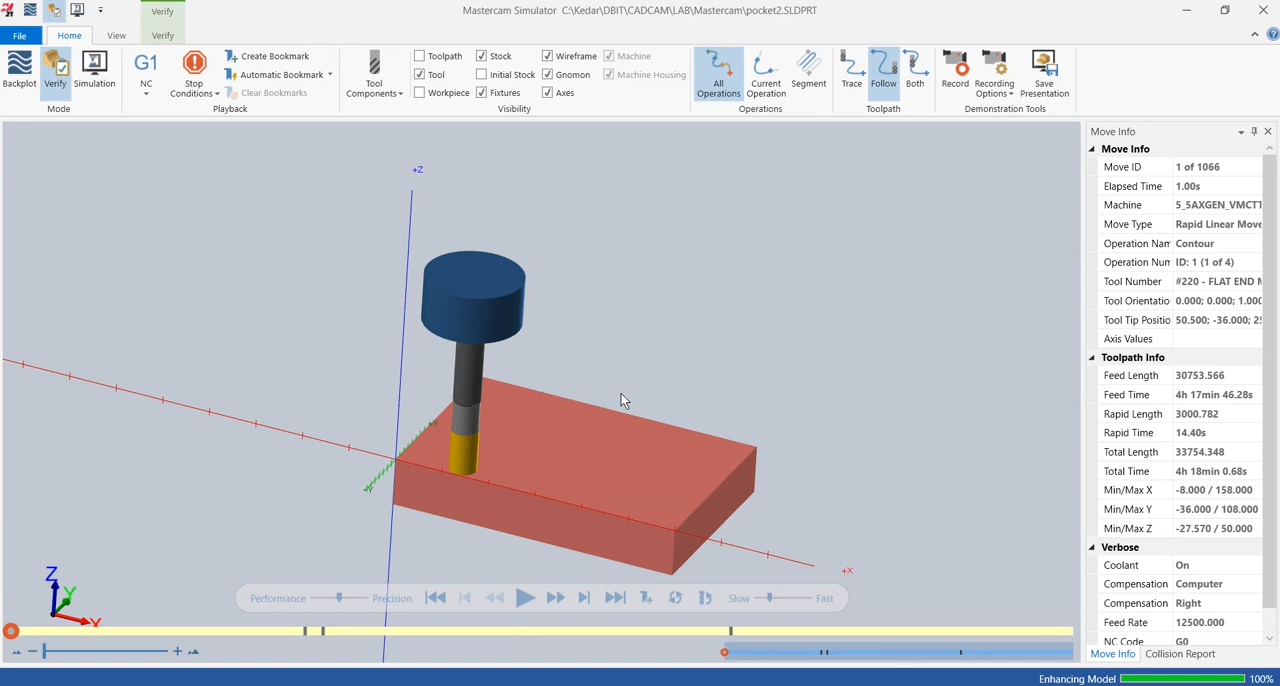 Verify
Mastercam Simulator C:\Kedar\DBIT\CADCAM\LAB\Mastercam\pocket2.SLDPRT
File
Home
View
Verify
Backplot
Verify
Simulation
Mode
G1
NC
Stop
Conditions
Create Bookmark
Automatic Bookmark
Clear Bookmarks
Playback
Tool
Components
Toolpath
Tool
Workpiece
Stock
Initial Stock
Fixtures
Wireframe
Gnomon
Axes
Machine
Machine Housing
Visibility
All
Operations
Current
Operation
Segment
Operations
Trace
Follow
Both
Toolpath
Record
Recording
Options
Save
Presentation
Demonstration Tools
+Z
+Y
-Y
+X
Z
Y
X
Performance
Precision
Slow
Fast
Move Info
Move Info
Move ID 1 of 1066
Elapsed Time 1.00s
Machine 5_5AXGEN_VMCT
Move Type Rapid Linear Move
Operation Nam Contour
Operation Num ID: 1 (1 of 4)
Tool Number #220 - FLAT END M
Tool Orientatio 0.000; 0.000; 1.000
Tool Tip Positio 50.500; -36.000; 25
Axis Values
Toolpath Info
Feed Length 30753.566
Feed Time 4h 17min 46.28s
Rapid Length 3000.782
Rapid Time 14.40s
Total Length 33754.348
Total Time 4h 18min 0.68s
Min/Max X -8.000 / 158.000
Min/Max Y -36.000 / 108.000
Min/Max Z -27.570 / 50.000
Verbose
Coolant On
Compensation Computer
Compensation Right
Feed Rate 12500.000
NC Code G0
Move Info
Collision Report
Enhancing Model 100%